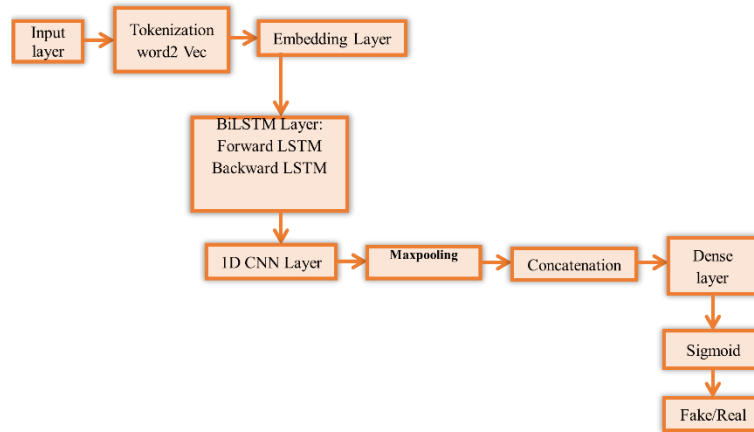 Input
layer
Tokenization
word2 Vec
Embedding Layer
BiLSTM Layer:
Forward LSTM
Backward LSTM
1D CNN Layer
Maxpooling
Concatenation
Dense
layer
Sigmoid
Fake/Real